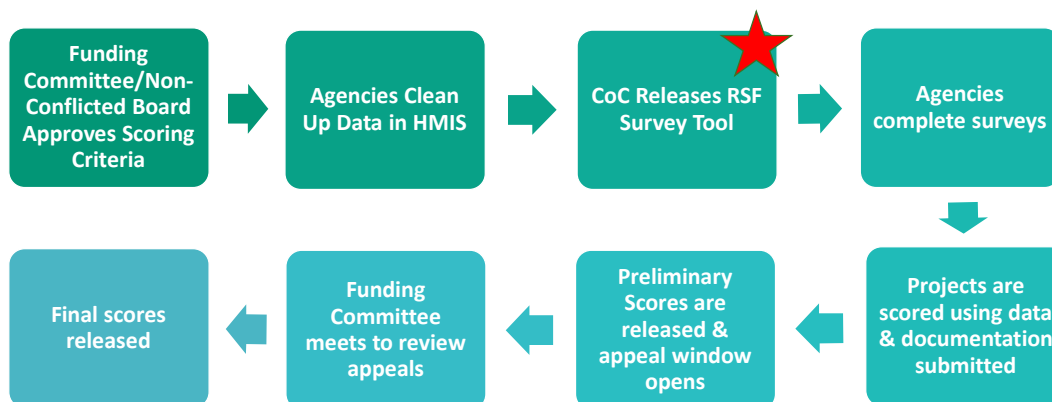 Funding
Committee/Non-
Conflicted Board
Approves Scoring
Criteria
Agencies Clean
Up Data in HMIS
CoC Releases RSF
Survey Tool
Agencies
complete surveys
Projects are
scored using data
& documentation
submitted
Preliminary
Scores are
released &
appeal window
opens
Funding
Committee
meets to review
appeals
Final scores
released